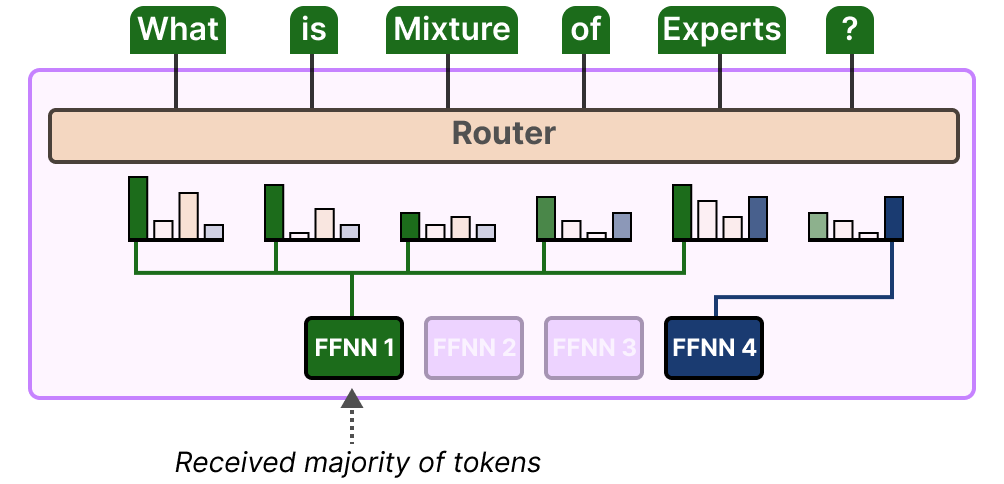 What is Mixture of Experts ?
Router
FFNN 1 FFNN 2 FFNN 3 FFNN 4
Received majority of tokens